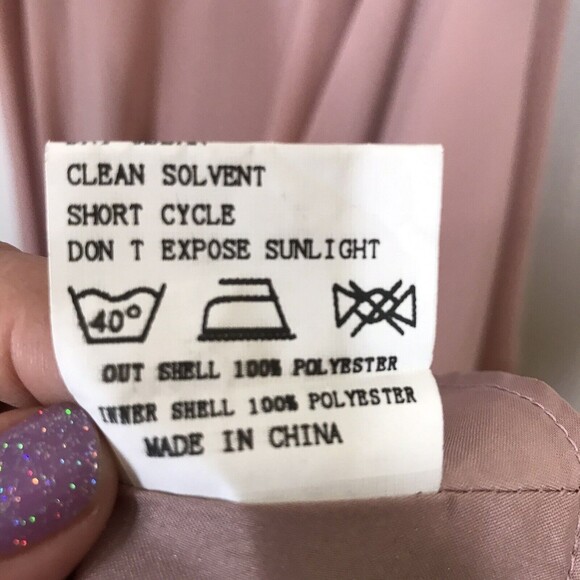 CLEAN SOLVENT
SHORT CYCLE
DON T EXPOSE SUNLIGHT
40°
OUT SHELL 100% POLYESTER
INNER SHELL 100% POLYESTER
MADE IN CHINA